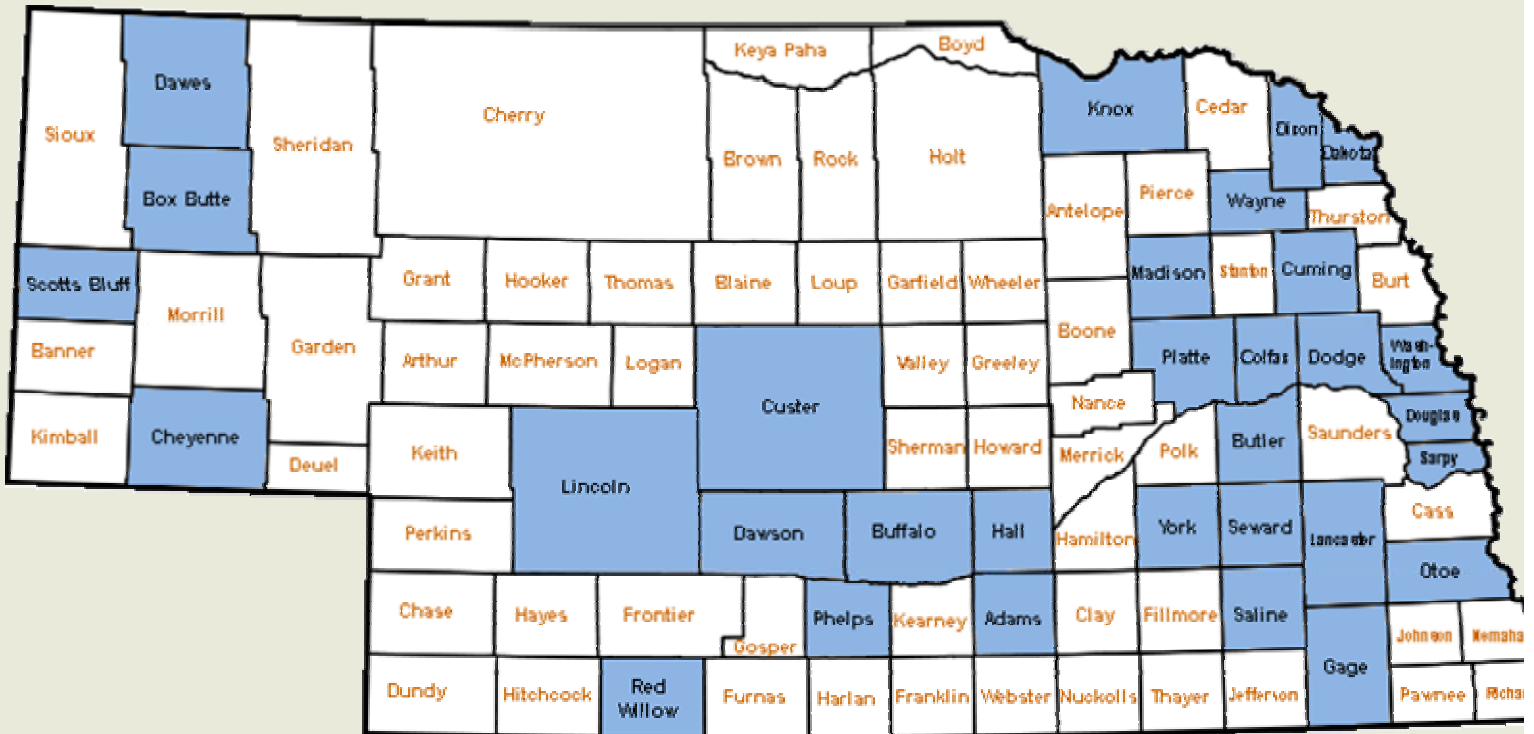 Keya Paha
Boyd
Dawes
Sioux
Sheridan
Cherry
Knox
Cedar
Dixon
Dakota
Box Butte
Brown
Rock
Holt
Antelope
Pierce
Wayne
Thurston
Scotts Bluff
Morrill
Grant
Hooker
Thomas
Blaine
Loup
Garfield
Wheeler
Madison
Stanton
Cuming
Burt
Banner
Garden
Arthur
McPherson
Logan
Custer
Valley
Greeley
Boone
Platte
Colfax
Dodge
Wash-
ington
Kimball
Cheyenne
Deuel
Keith
Lincoln
Sherman
Howard
Nance
Merrick
Polk
Butler
Saunders
Douglas
Sarpy
Perkins
Dawson
Buffalo
Hall
Hamilton
York
Seward
Lancaster
Cass
Otoe
Chase
Hayes
Frontier
Gosper
Phelps
Kearney
Adams
Clay
Fillmore
Saline
Gage
Johnson
Nemaha
Dundy
Hitchcock
Red
Willow
Furnas
Harlan
Franklin
Webster
Nuckolls
Thayer
Jefferson
Pawnee
Richa